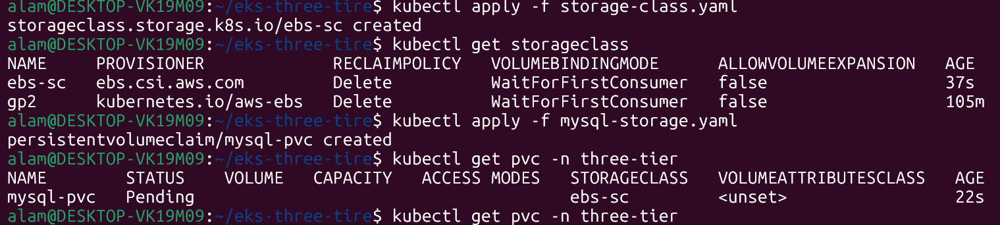 alam@DESKTOP-VK19M09:~/eks-three-tire$ kubectl apply -f storage-class.yaml
storageclass.storage.k8s.io/ebs-sc created
alam@DESKTOP-VK19M09:~/eks-three-tire$ kubectl get storageclass
NAME     PROVISIONER             RECLAIMPOLICY   VOLUMEBINDINGMODE      ALLOWVOLUMEEXPANSION   AGE
ebs-sc   ebs.csi.aws.com         Delete          WaitForFirstConsumer   false                  37s
gp2      kubernetes.io/aws-ebs   Delete          WaitForFirstConsumer   false                  105m
alam@DESKTOP-VK19M09:~/eks-three-tire$ kubectl apply -f mysql-storage.yaml
persistentvolumeclaim/mysql-pvc created
alam@DESKTOP-VK19M09:~/eks-three-tire$ kubectl get pvc -n three-tier
NAME        STATUS    VOLUME   CAPACITY   ACCESS MODES   STORAGECLASS   VOLUMEATTRIBUTESCLASS   AGE
mysql-pvc   Pending                                      ebs-sc         <unset>                 22s
alam@DESKTOP-VK19M09:~/eks-three-tire$ kubectl get pvc -n three-tier